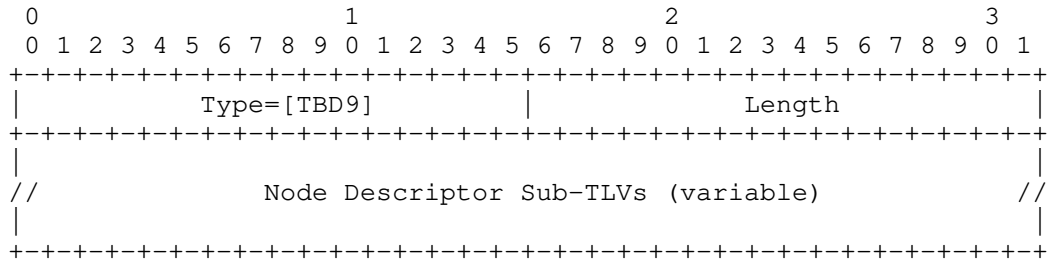 0                   1                   2                   3
 0 1 2 3 4 5 6 7 8 9 0 1 2 3 4 5 6 7 8 9 0 1 2 3 4 5 6 7 8 9 0 1
+-+-+-+-+-+-+-+-+-+-+-+-+-+-+-+-+-+-+-+-+-+-+-+-+-+-+-+-+-+-+-+-+
|           Type=[TBD9]         |             Length            |
+-+-+-+-+-+-+-+-+-+-+-+-+-+-+-+-+-+-+-+-+-+-+-+-+-+-+-+-+-+-+-+-+
|                                                               |
//              Node Descriptor Sub-TLVs (variable)            //
|                                                               |
+-+-+-+-+-+-+-+-+-+-+-+-+-+-+-+-+-+-+-+-+-+-+-+-+-+-+-+-+-+-+-+-+